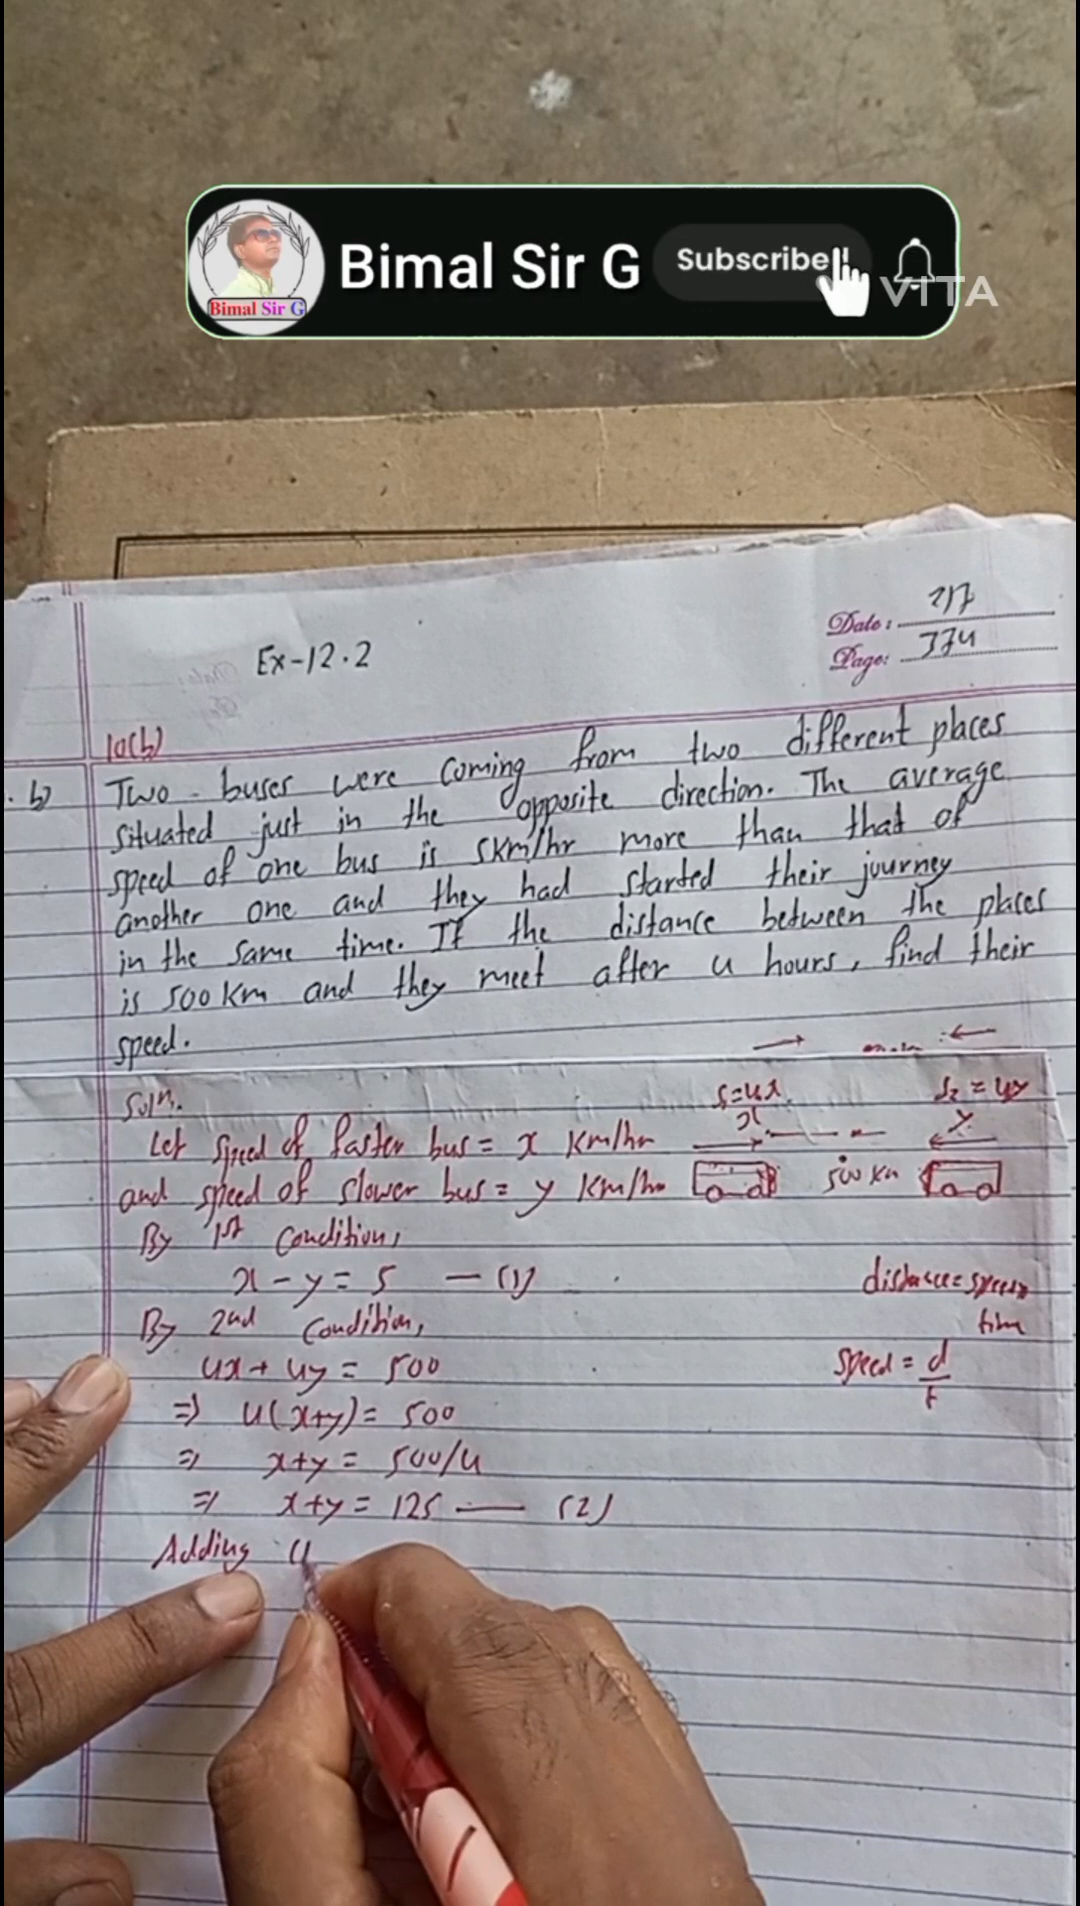 Bimal Sir G
Subscribe
VITA
Bimal Sir G
Date: 217
Page: 374
Ex-12.2
10(b)
b) Two buses were coming from two different places
situated just in the opposite direction. The average
speed of one bus is 5km/hr more than that of
another one and they had started their journey
in the same time. If the distance between the places
is 500 km and they meet after 4 hours, find their
speed.
Soln.
S₁=4x
S₂ = 4y
x
y
Let speed of faster bus = x km/hr
500 km
and speed of slower bus = y km/hr
By 1st condition,
x - y = 5 — (1)
distance = speed×
time
By 2nd condition,
4x + 4y = 500
speed = d/t
⇒ 4(x+y) = 500
⇒ x+y = 500/4
⇒ x+y = 125 — (2)
Adding